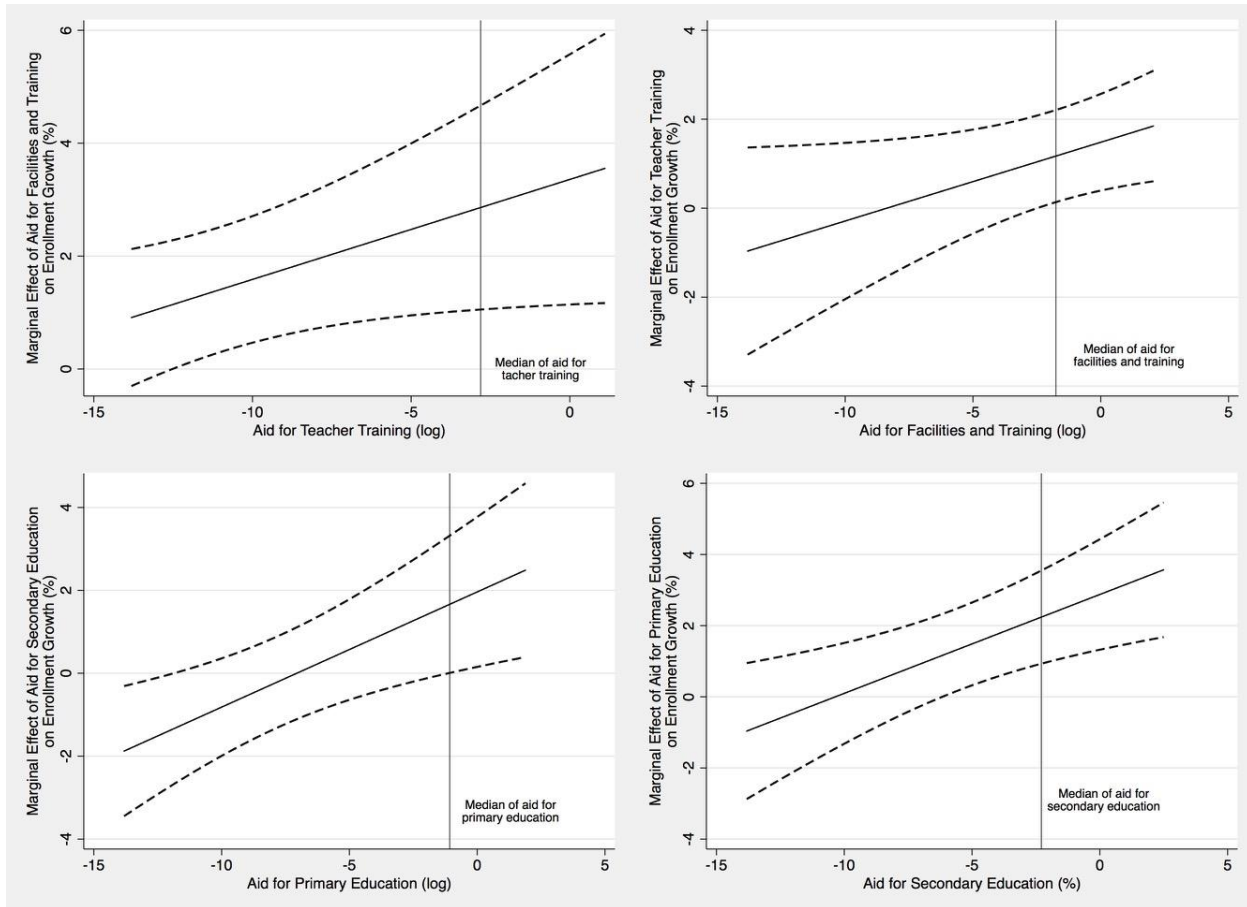 Marginal Effect of Aid for Facilities and Training
on Enrollment Growth (%)
6
4
2
0
Median of aid for
tacher training
-15
-10
-5
0
Aid for Teacher Training (log)
Marginal Effect of Aid for Teacher Training
on Enrollment Growth (%)
4
2
0
-2
-4
Median of aid for
facilities and training
-15
-10
-5
0
5
Aid for Facilities and Training (log)
Marginal Effect of Aid for Secondary Education
on Enrollment Growth (%)
4
2
0
-2
-4
Median of aid for
primary education
-15
-10
-5
0
5
Aid for Primary Education (log)
Marginal Effect of Aid for Primary Education
on Enrollment Growth (%)
6
4
2
0
-2
-4
Median of aid for
secondary education
-15
-10
-5
0
5
Aid for Secondary Education (%)